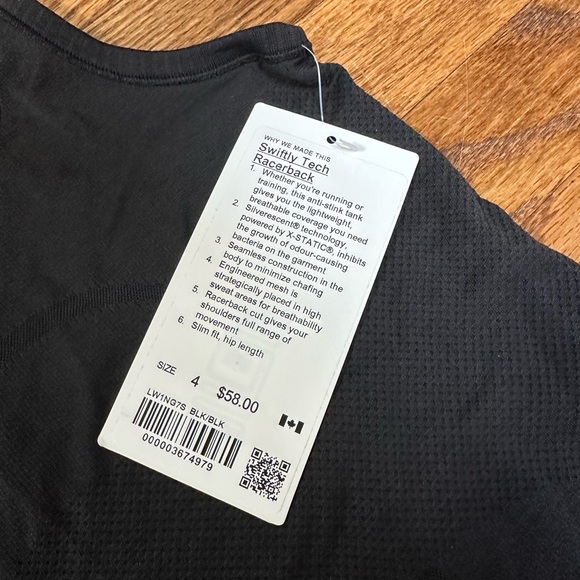 WHY WE MADE THIS
Swiftly Tech
Racerback
1. Whether you're running or
training, this anti-stink tank
gives you the lightweight,
breathable coverage you need
2. Silverescent® technology,
powered by X-STATIC®, inhibits
the growth of odour-causing
bacteria on the garment
3. Seamless construction in the
body to minimize chafing
4. Engineered mesh is
strategically placed in high
sweat areas for breathability
5. Racerback cut gives your
shoulders full range of
movement
6. Slim fit, hip length
SIZE 4 $58.00
LW1NG7S BLK/BLK
000003674979